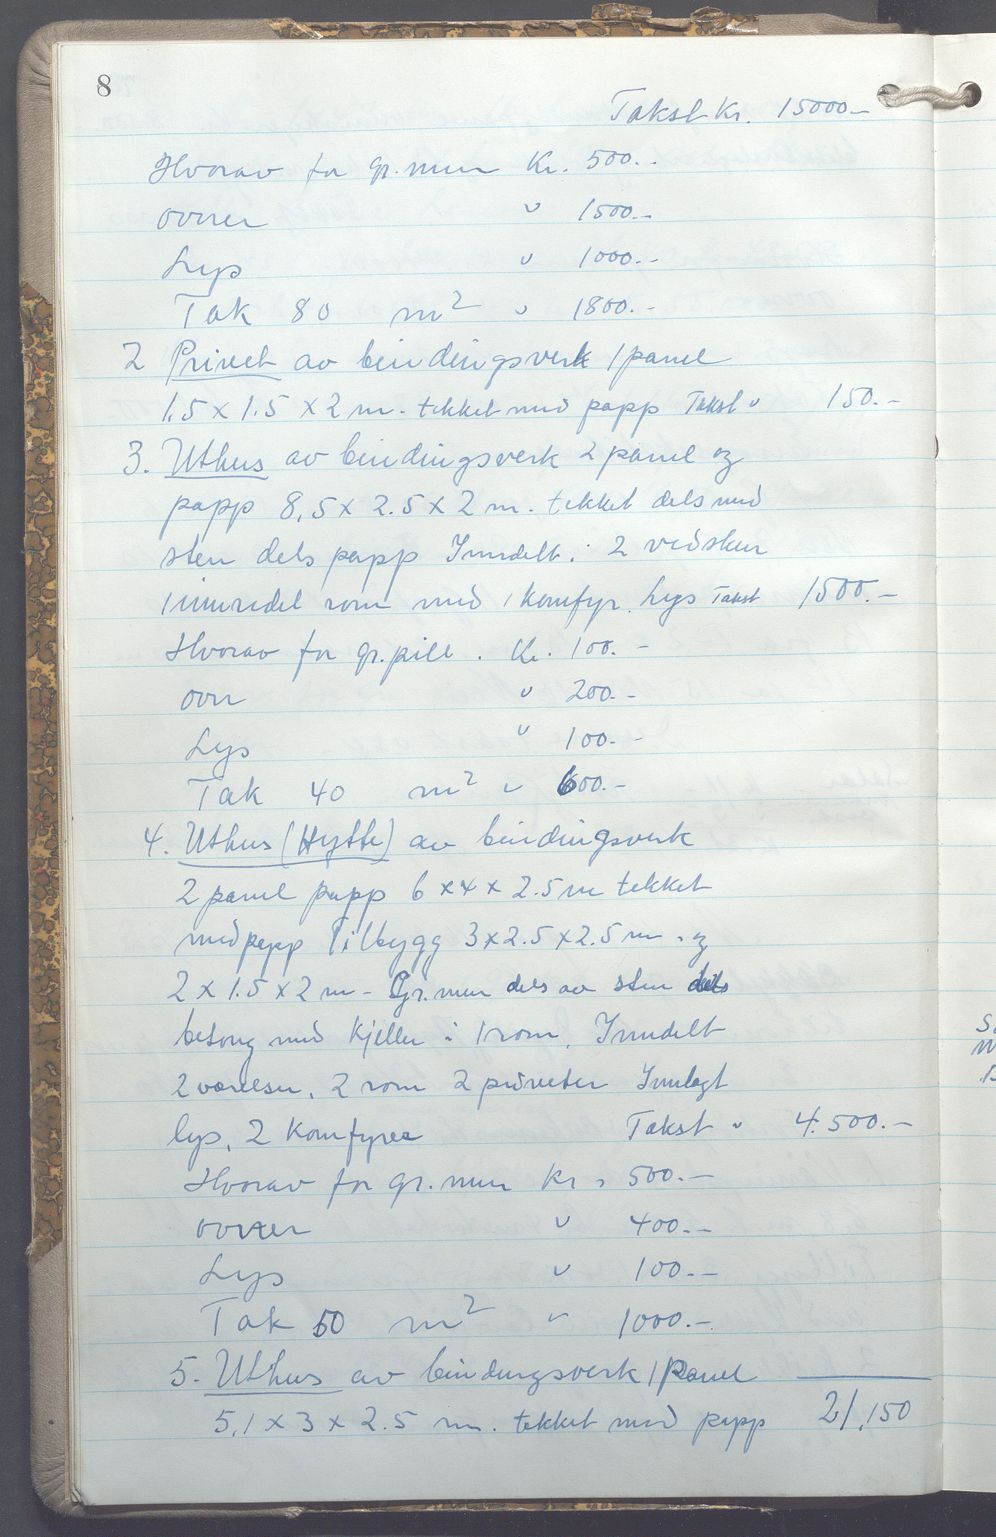 8
Takst Kr. 15000.-
Hvorav for gr.mur Kr. 500.-
ovner " 1500.-
Lys " 1000.-
Tak 80 m² " 1800.-
2 Privet av bindingsverk 1 panel
1.5 x 1.5 x 2 m. tekket med papp Takst " 150.-
3. Uthus av bindingsverk 2 panel og
papp 8,5 x 2.5 x 2 m. tekket dels med
sten dels papp Inndelt i 2 vedskur
1 innredet rom med 1 komfyr. Lys Takst 1500.-
Hvorav for gr.pill. Kr. 100.-
ovn " 200.-
Lys " 100.-
Tak 40 m² " 600.-
4. Uthus (Hytte) av bindingsverk
2 panel papp 6 x 4 x 2.5 m tekket
med papp Tilbygg 3 x 2.5 x 2.5 m. og
2 x 1.5 x 2 m - Gr.mur dels av sten dels
betong med kjeller i 1 rom. Inndelt
2 værelser, 2 rom 2 priveter Innlagt
lys, 2 Komfyrer Takst " 4.500.-
Hvorav for gr.mur Kr. 500.-
ovner " 400.-
Lys " 100.-
Tak 50 m² " 1000.-
5. Uthus av bindingsverk 1 panel
5,1 x 3 x 2.5 m. tekket med papp 21,150